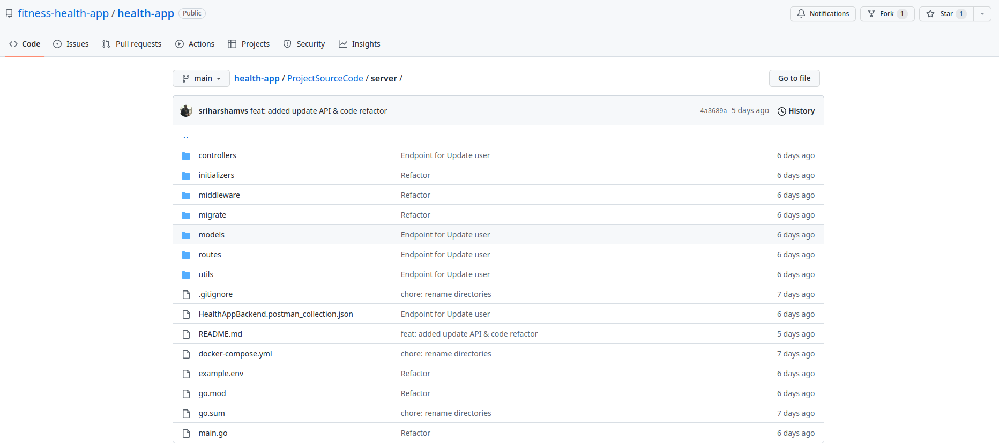 fitness-health-app / health-app Public Notifications Fork 1 Star 1
Code Issues Pull requests Actions Projects Security Insights
main health-app / ProjectSourceCode / server / Go to file
sriharshamvs feat: added update API & code refactor 4a3689a 5 days ago History
..
controllers Endpoint for Update user 6 days ago
initializers Refactor 6 days ago
middleware Refactor 6 days ago
migrate Refactor 6 days ago
models Endpoint for Update user 6 days ago
routes Endpoint for Update user 6 days ago
utils Endpoint for Update user 6 days ago
.gitignore chore: rename directories 7 days ago
HealthAppBackend.postman_collection.json Endpoint for Update user 6 days ago
README.md feat: added update API & code refactor 5 days ago
docker-compose.yml chore: rename directories 7 days ago
example.env Refactor 6 days ago
go.mod Refactor 6 days ago
go.sum chore: rename directories 7 days ago
main.go Refactor 6 days ago